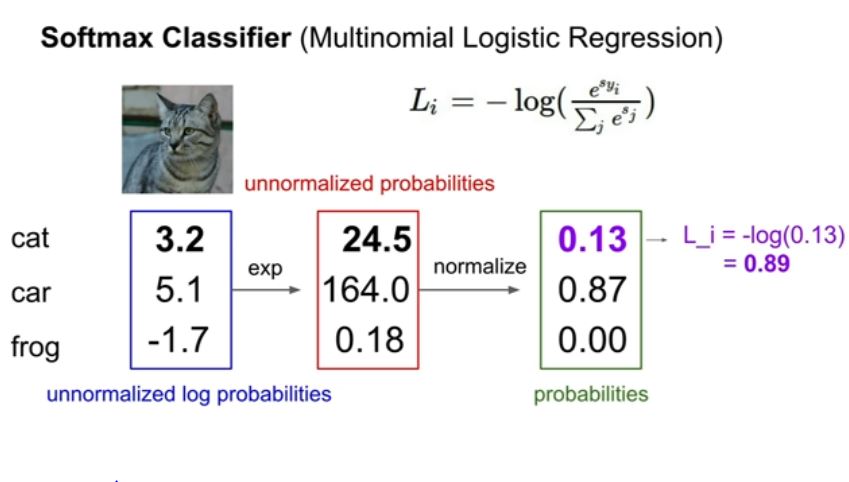 Softmax Classifier (Multinomial Logistic Regression)
L_i = − log(e^{s_{y_i}} / ∑_j e^{s_j})
unnormalized probabilities
cat 3.2 24.5 0.13 → L_i = -log(0.13)
= 0.89
exp normalize
car 5.1 164.0 0.87
frog -1.7 0.18 0.00
unnormalized log probabilities probabilities